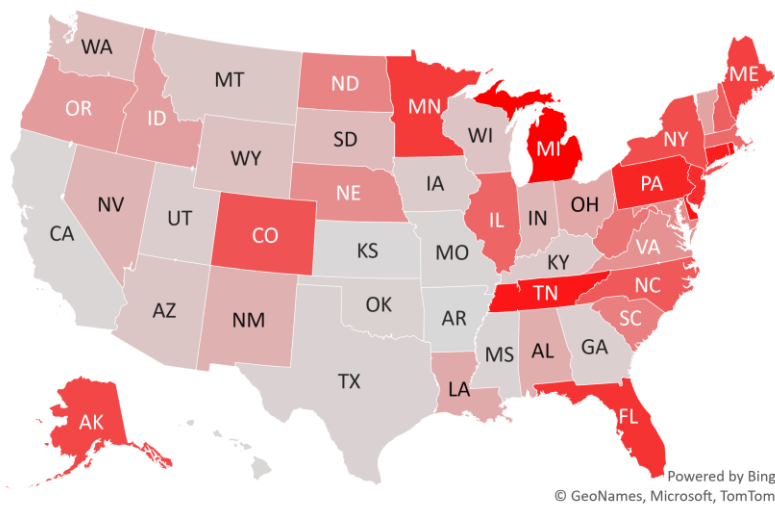 WA
MT
ND
MN
ME
OR
ID
SD
WI
MI
NY
WY
IA
PA
NE
NV
UT
CO
IL
IN
OH
CA
KS
MO
KY
VA
AZ
NM
OK
AR
TN
NC
SC
TX
LA
MS
AL
GA
AK
FL
Powered by Bing
© GeoNames, Microsoft, TomTom